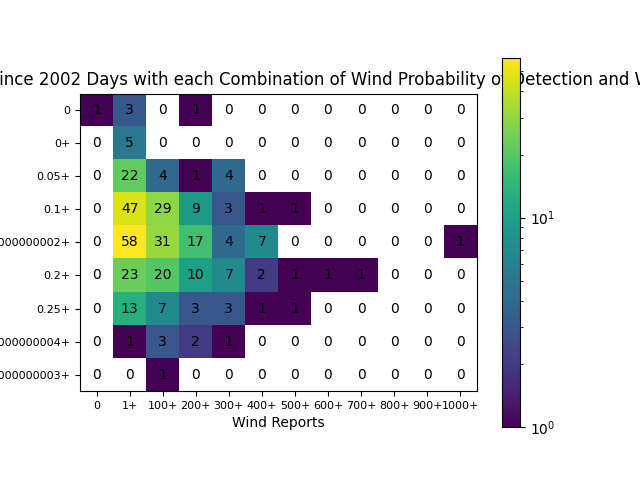 ince 2002 Days with each Combination of Wind Probability of Detection and W
0 1 3 0 1 0 0 0 0 0 0 0 0
0+ 0 5 0 0 0 0 0 0 0 0 0 0
0.05+ 0 22 4 1 4 0 0 0 0 0 0 0
0.1+ 0 47 29 9 3 1 1 0 0 0 0 0
000000002+ 0 58 31 17 4 7 0 0 0 0 0 1
0.2+ 0 23 20 10 7 2 1 1 1 0 0 0
0.25+ 0 13 7 3 3 1 1 0 0 0 0 0
000000004+ 0 1 3 2 1 0 0 0 0 0 0 0
000000003+ 0 0 1 0 0 0 0 0 0 0 0 0
0 1+ 100+ 200+ 300+ 400+ 500+ 600+ 700+ 800+ 900+ 1000+
Wind Reports
10¹
10⁰